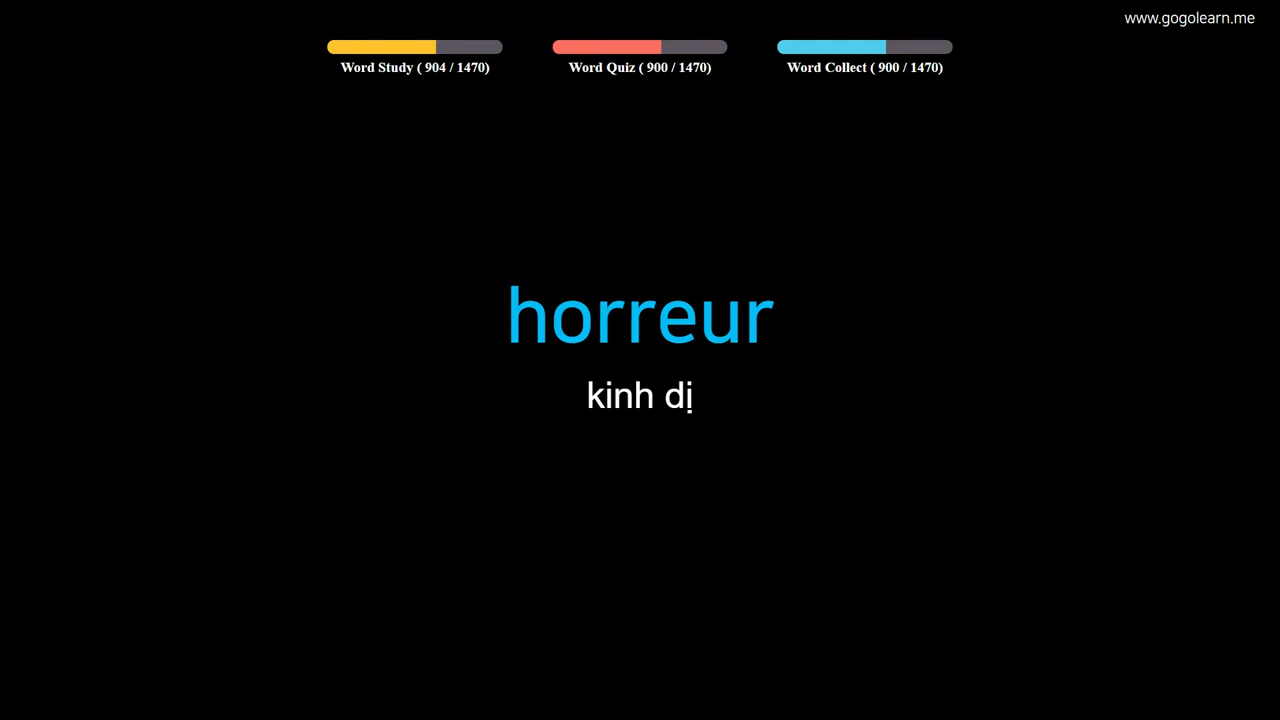 www.gogolearn.me
Word Study ( 904 / 1470)
Word Quiz ( 900 / 1470)
Word Collect ( 900 / 1470)
horreur
kinh dị